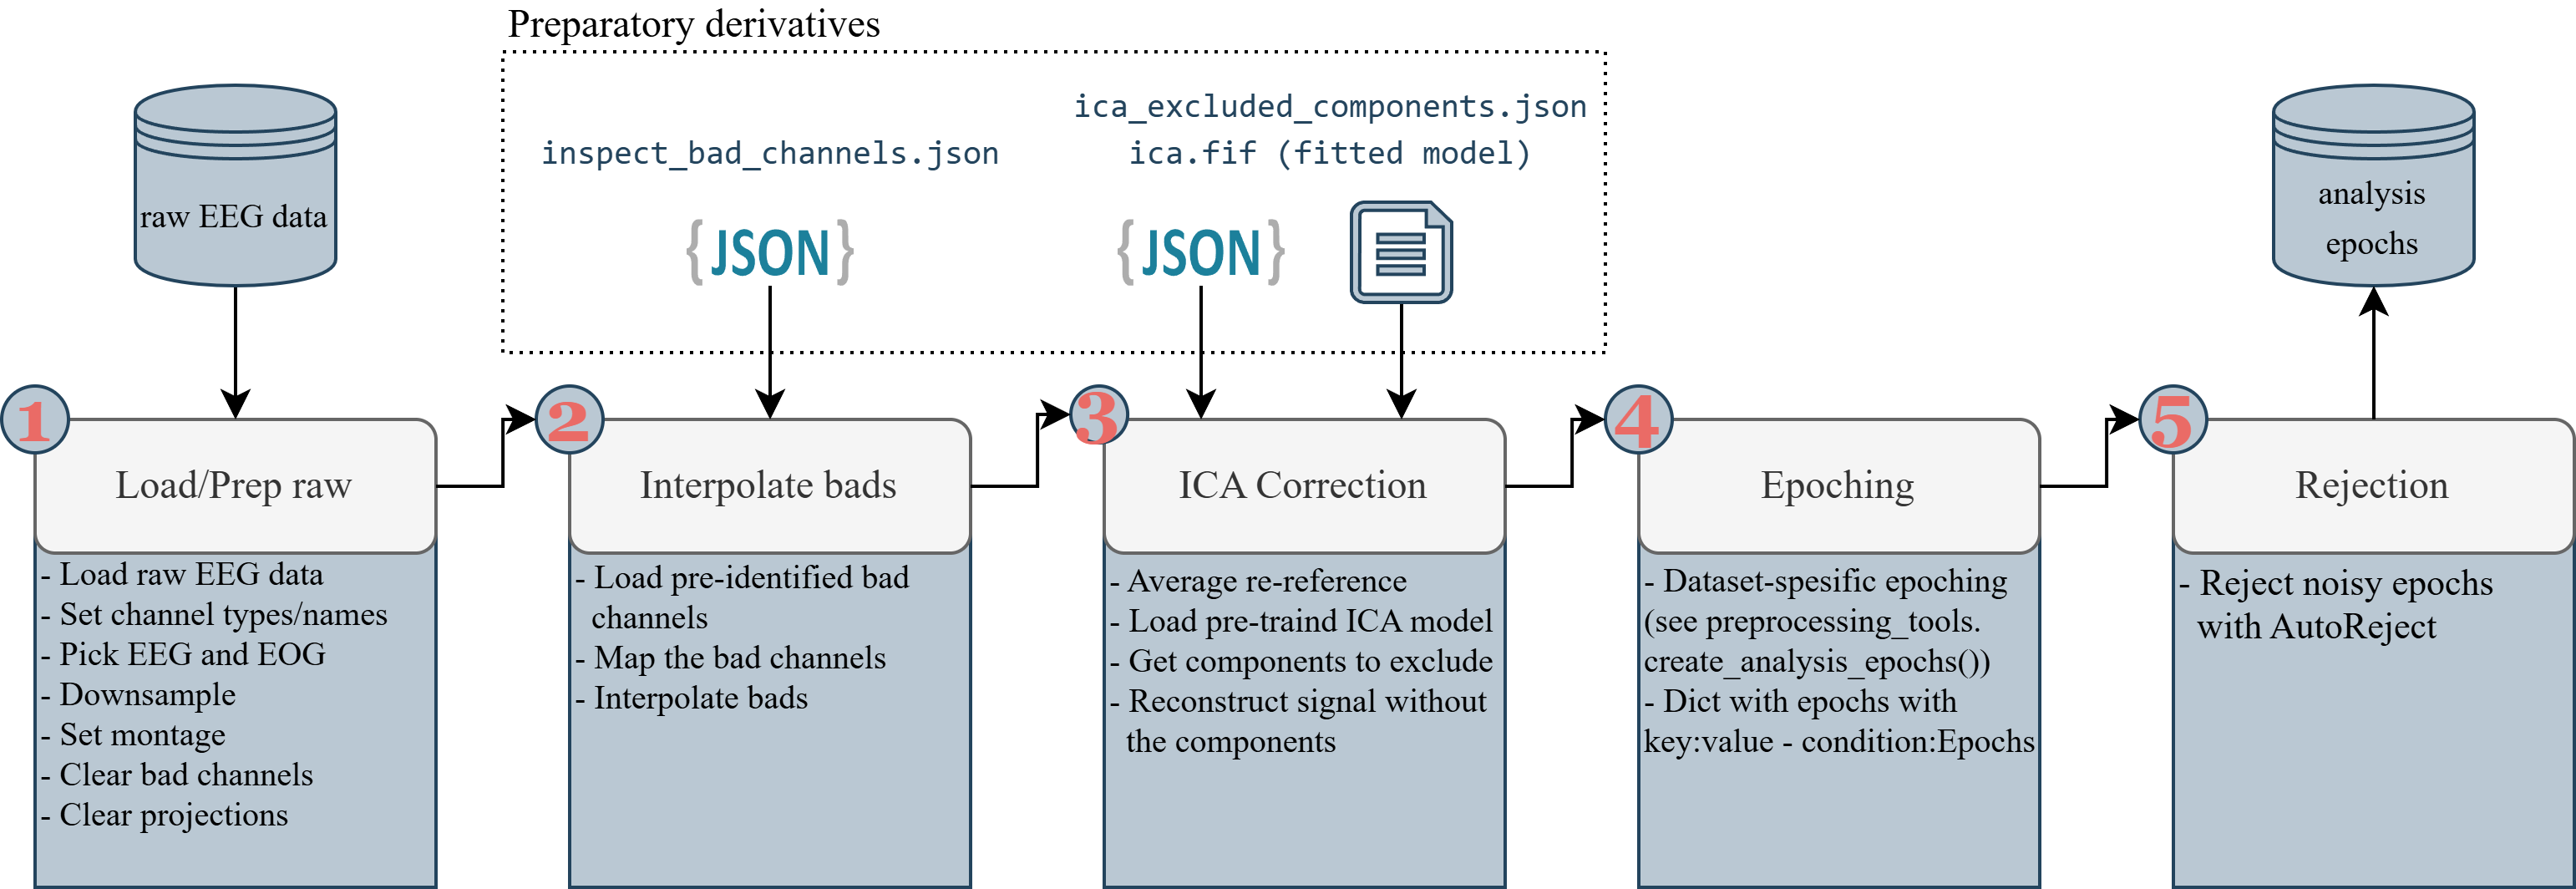 Preparatory derivatives
raw EEG data
inspect_bad_channels.json
{JSON}
ica_excluded_components.json
ica.fif (fitted model)
{JSON}
analysis
epochs
1
Load/Prep raw
- Load raw EEG data
- Set channel types/names
- Pick EEG and EOG
- Downsample
- Set montage
- Clear bad channels
- Clear projections
2
Interpolate bads
- Load pre-identified bad
channels
- Map the bad channels
- Interpolate bads
3
ICA Correction
- Average re-reference
- Load pre-traind ICA model
- Get components to exclude
- Reconstruct signal without
the components
4
Epoching
- Dataset-spesific epoching
(see preprocessing_tools.
create_analysis_epochs())
- Dict with epochs with
key:value - condition:Epochs
5
Rejection
- Reject noisy epochs
with AutoReject